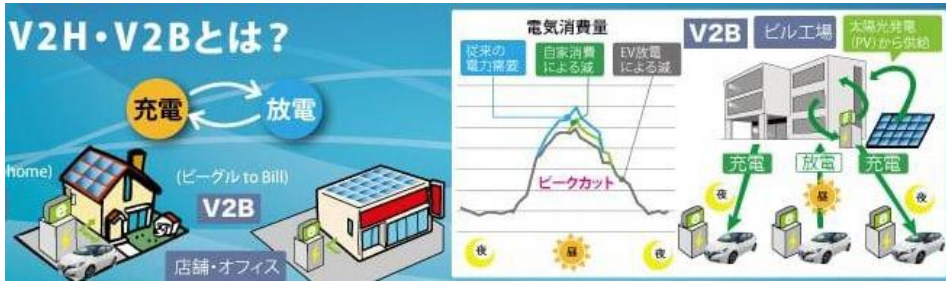 V2H・V2Bとは？
充電
放電
home)
(ビーグル to Bill)
V2B
店舗・オフィス
電気消費量
従来の
電力需要
自家消費
による減
EV放電
による減
ピークカット
夜
昼
夜
V2B
ビル工場
太陽光発電
(PV)から供給
充電
放電
充電
夜
昼
夜